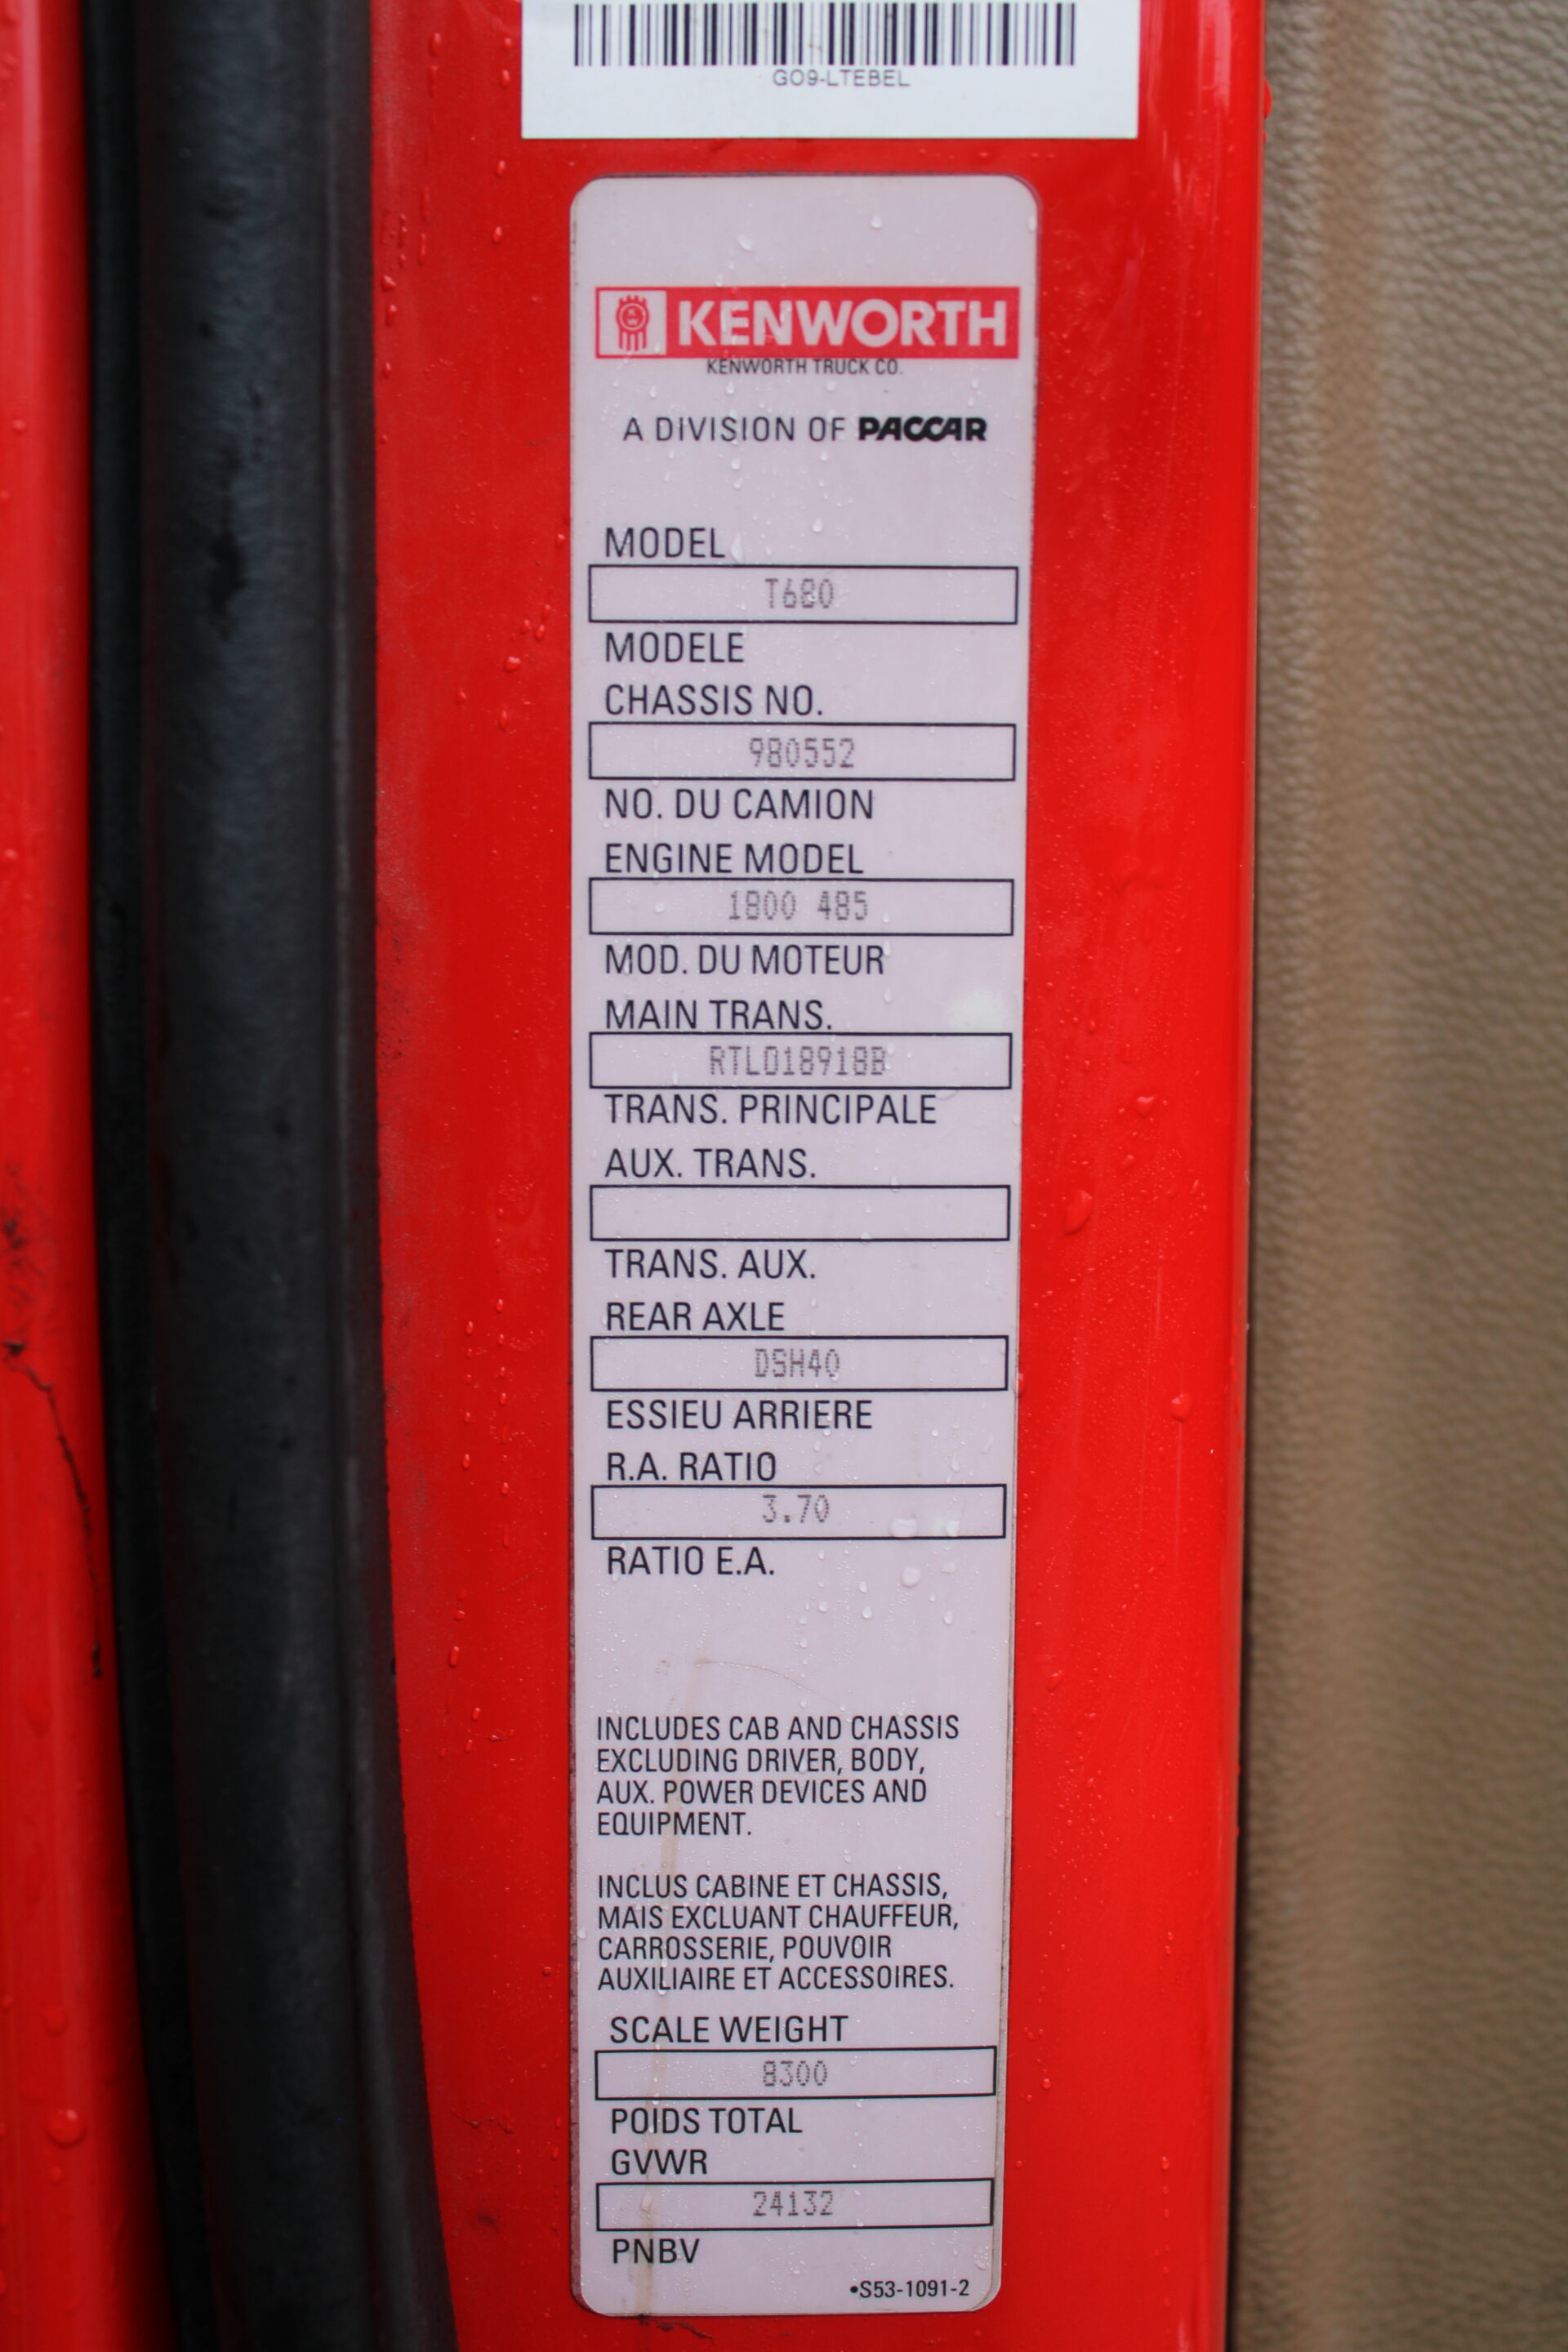 GO9-LTEBEL
KENWORTH
KENWORTH TRUCK CO.
A DIVISION OF PACCAR
MODEL
T680
MODELE
CHASSIS NO.
980552
NO. DU CAMION
ENGINE MODEL
1800 485
MOD. DU MOTEUR
MAIN TRANS.
RTLO18918B
TRANS. PRINCIPALE
AUX. TRANS.
TRANS. AUX.
REAR AXLE
DSH40
ESSIEU ARRIERE
R.A. RATIO
3.70
RATIO E.A.
INCLUDES CAB AND CHASSIS
EXCLUDING DRIVER, BODY,
AUX. POWER DEVICES AND
EQUIPMENT.
INCLUS CABINE ET CHASSIS,
MAIS EXCLUANT CHAUFFEUR,
CARROSSERIE, POUVOIR
AUXILIAIRE ET ACCESSOIRES.
SCALE WEIGHT
8300
POIDS TOTAL
GVWR
24132
PNBV
•S53-1091-2